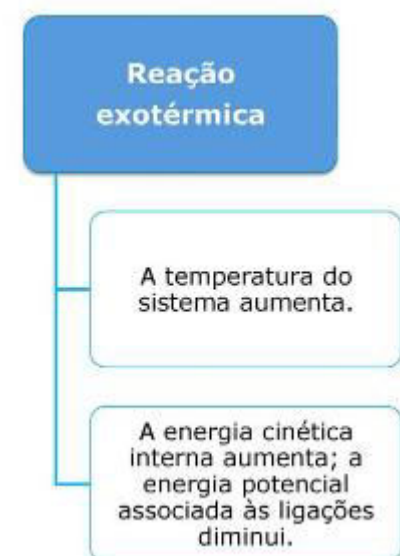 Reação
exotérmica
A temperatura do
sistema aumenta.
A energia cinética
interna aumenta; a
energia potencial
associada às ligações
diminui.